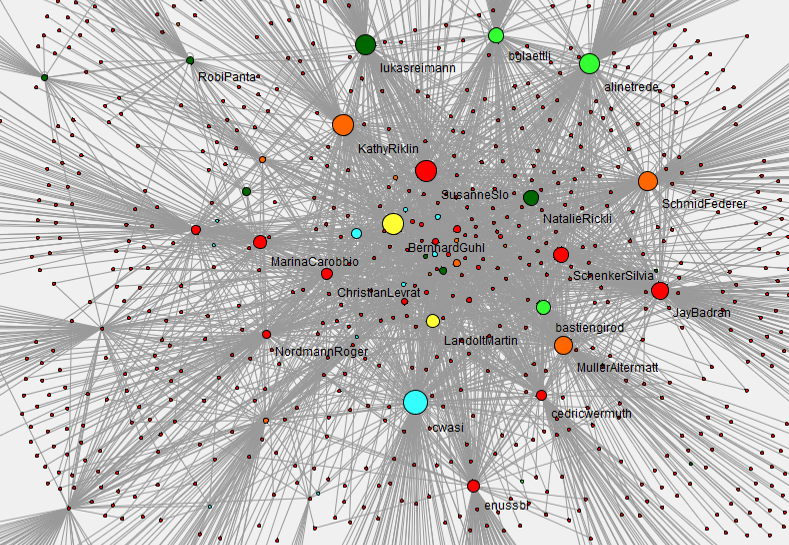 bglaettli
lukasreimann
RobiPanta
alinetrede
KathyRiklin
SusanneSlo
SchmidFederer
NatalieRickli
BernhardGuhl
MarinaCarobbio
SchenkerSilvia
ChristianLevrat
JayBadran
bastiengirod
LandoltMartin
NordmannRoger
MullerAltermatt
cedricwermuth
cwasi
enussbi